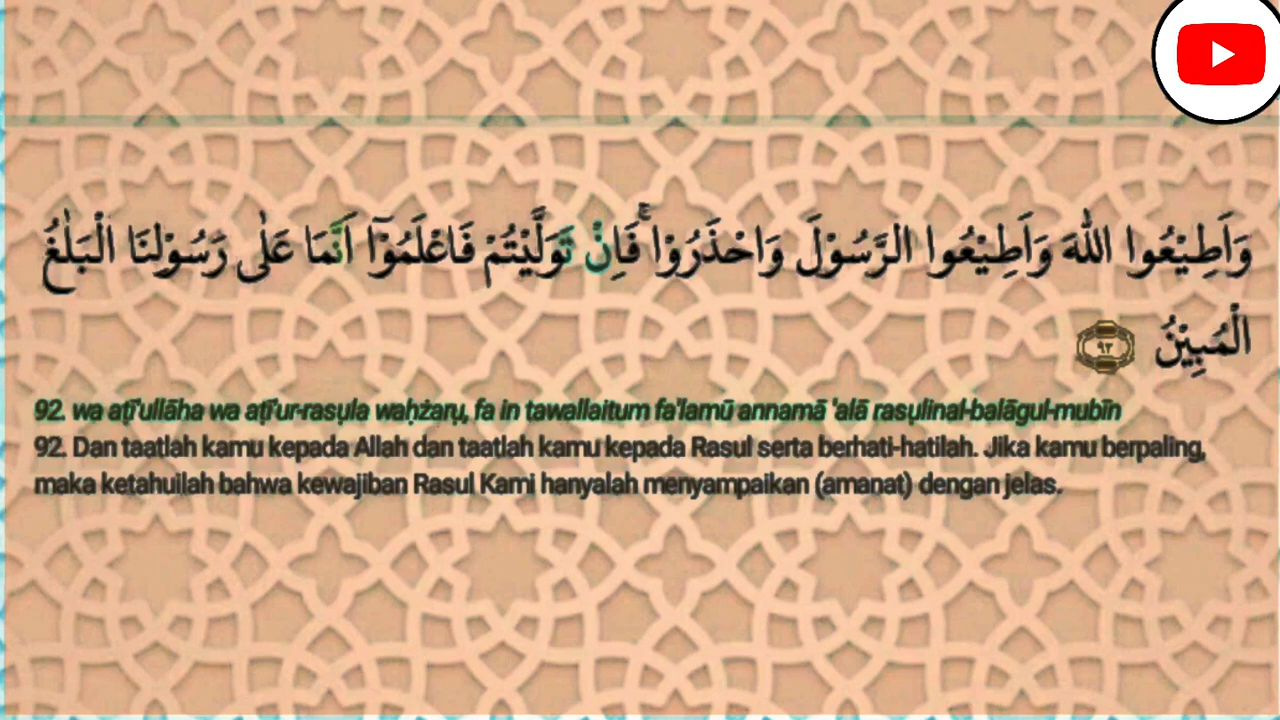 وَاَطِيْعُوا اللّٰهَ وَاَطِيْعُوا الرَّسُوْلَ وَاحْذَرُوْاۚ فَاِنْ تَوَلَّيْتُمْ فَاعْلَمُوْٓا اَنَّمَا عَلٰى رَسُوْلِنَا الْبَلٰغُ
الْمُبِيْنُ ٩٢
92. wa aṭī'ullāha wa aṭī'ur-rasụla waḥżarụ, fa in tawallaitum fa'lamū annamā 'alā rasụlinal-balāgul-mubīn
92. Dan taatlah kamu kepada Allah dan taatlah kamu kepada Rasul serta berhati-hatilah. Jika kamu berpaling,
maka ketahuilah bahwa kewajiban Rasul Kami hanyalah menyampaikan (amanat) dengan jelas.